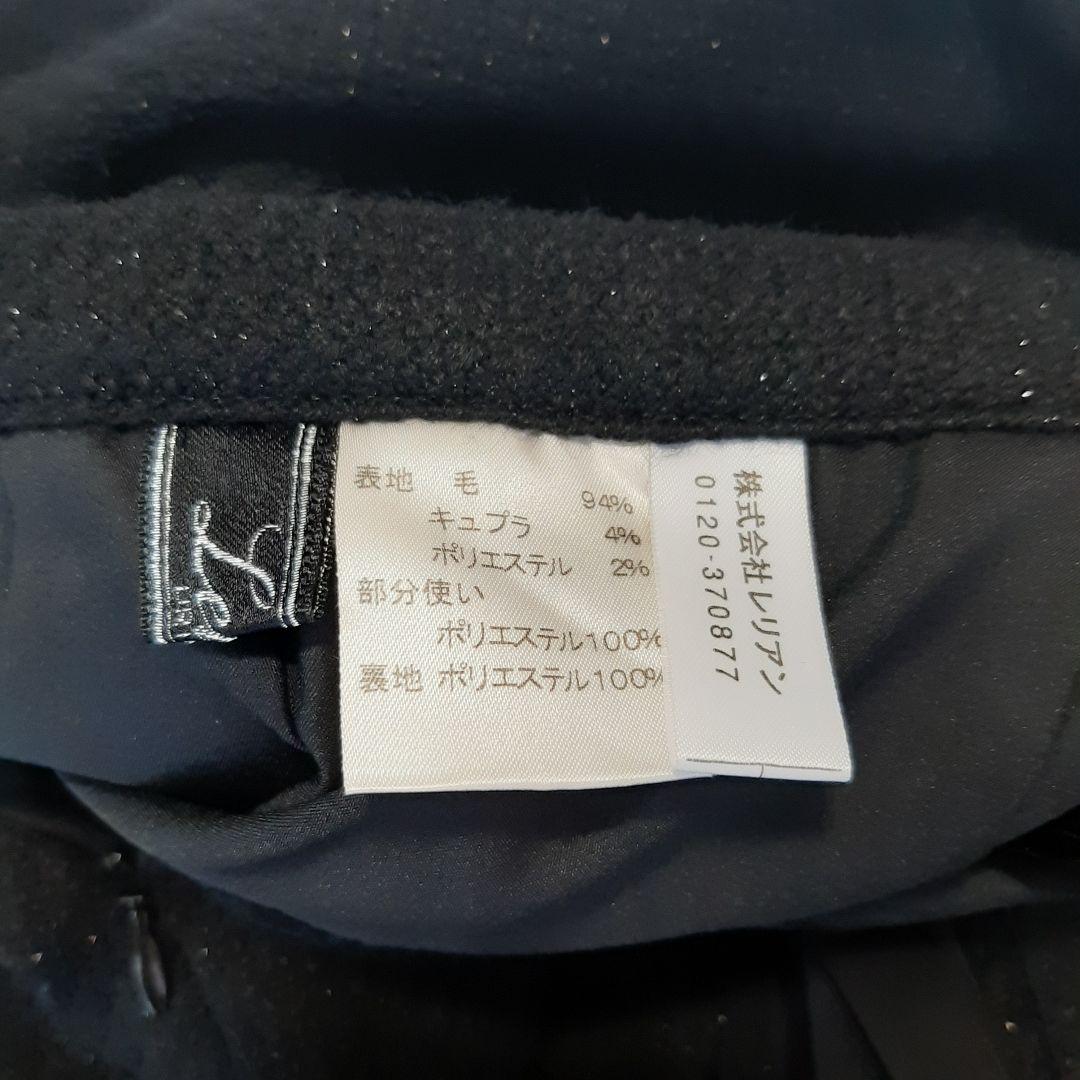 表地 毛 94%
キュプラ 4%
ポリエステル 2%
部分使い
ポリエステル100%
裏地 ポリエステル100%
株式会社レリアン
0120-370877